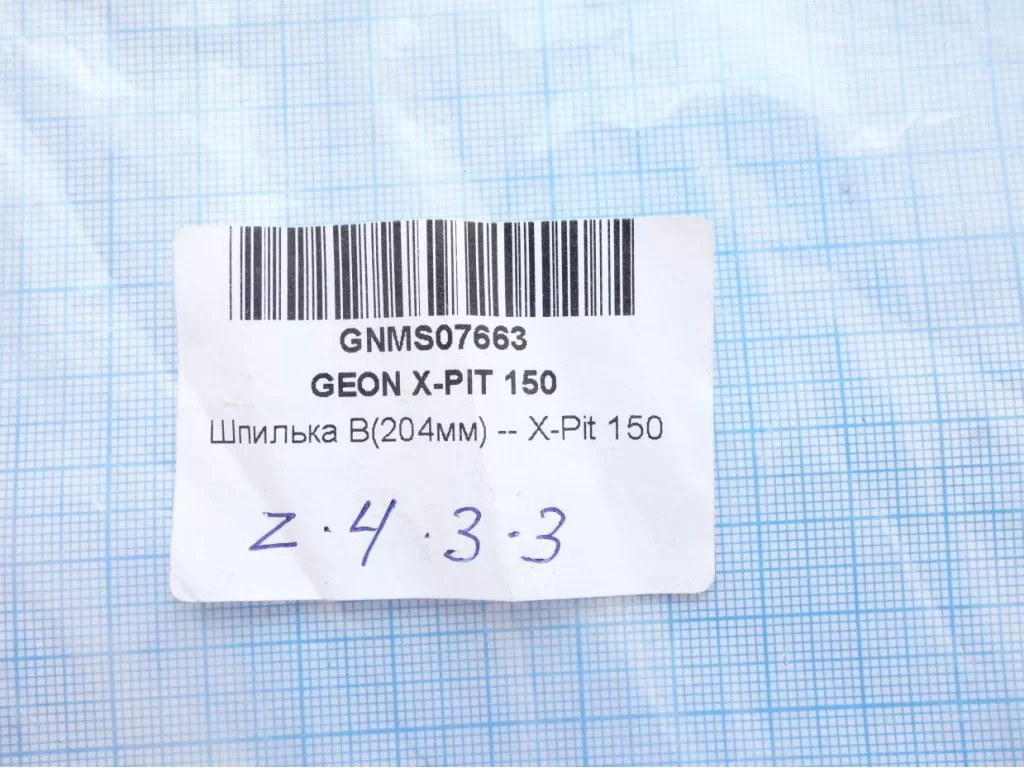 GNMS07663
GEON X-PIT 150
Шпилька В(204мм) -- X-Pit 150
z · 4 · 3 · 3